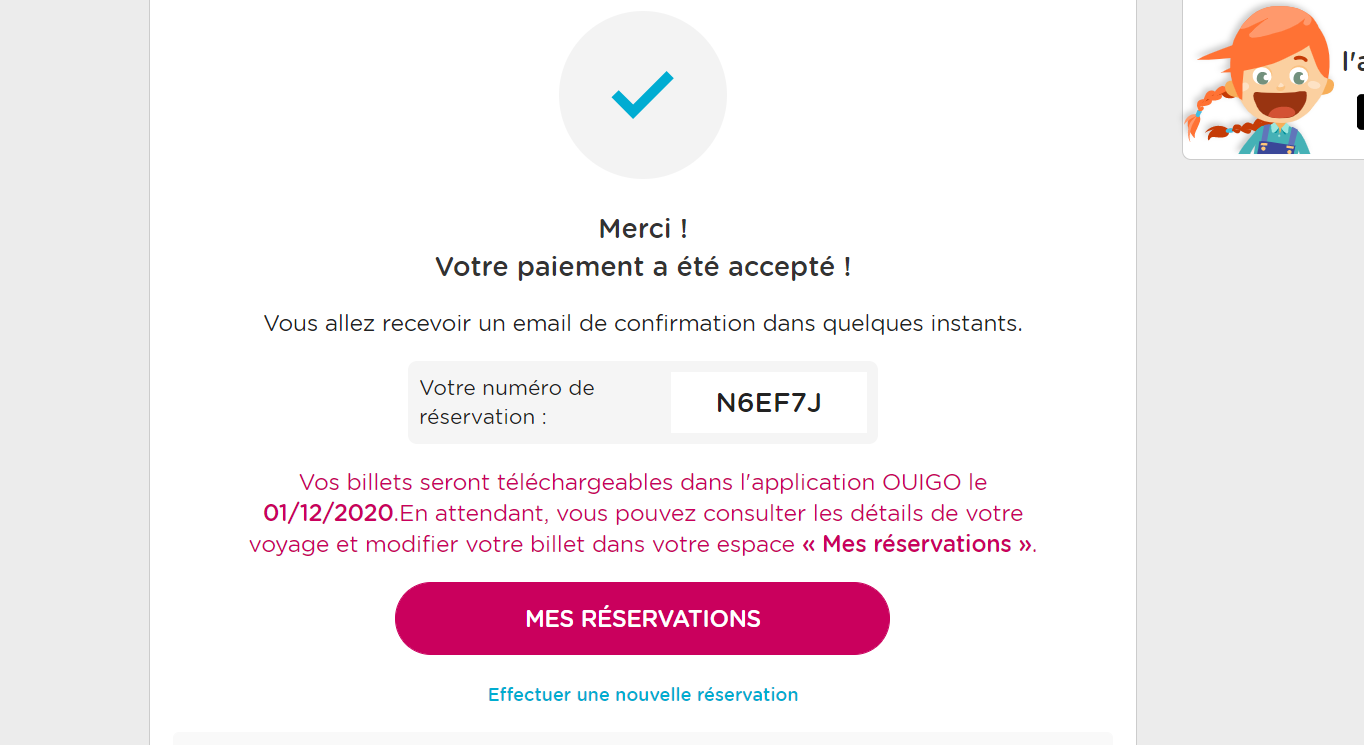 l'a
Merci !
Votre paiement a été accepté !
Vous allez recevoir un email de confirmation dans quelques instants.
Votre numéro de
réservation :
N6EF7J
Vos billets seront téléchargeables dans l'application OUIGO le
01/12/2020.En attendant, vous pouvez consulter les détails de votre
voyage et modifier votre billet dans votre espace « Mes réservations ».
MES RÉSERVATIONS
Effectuer une nouvelle réservation